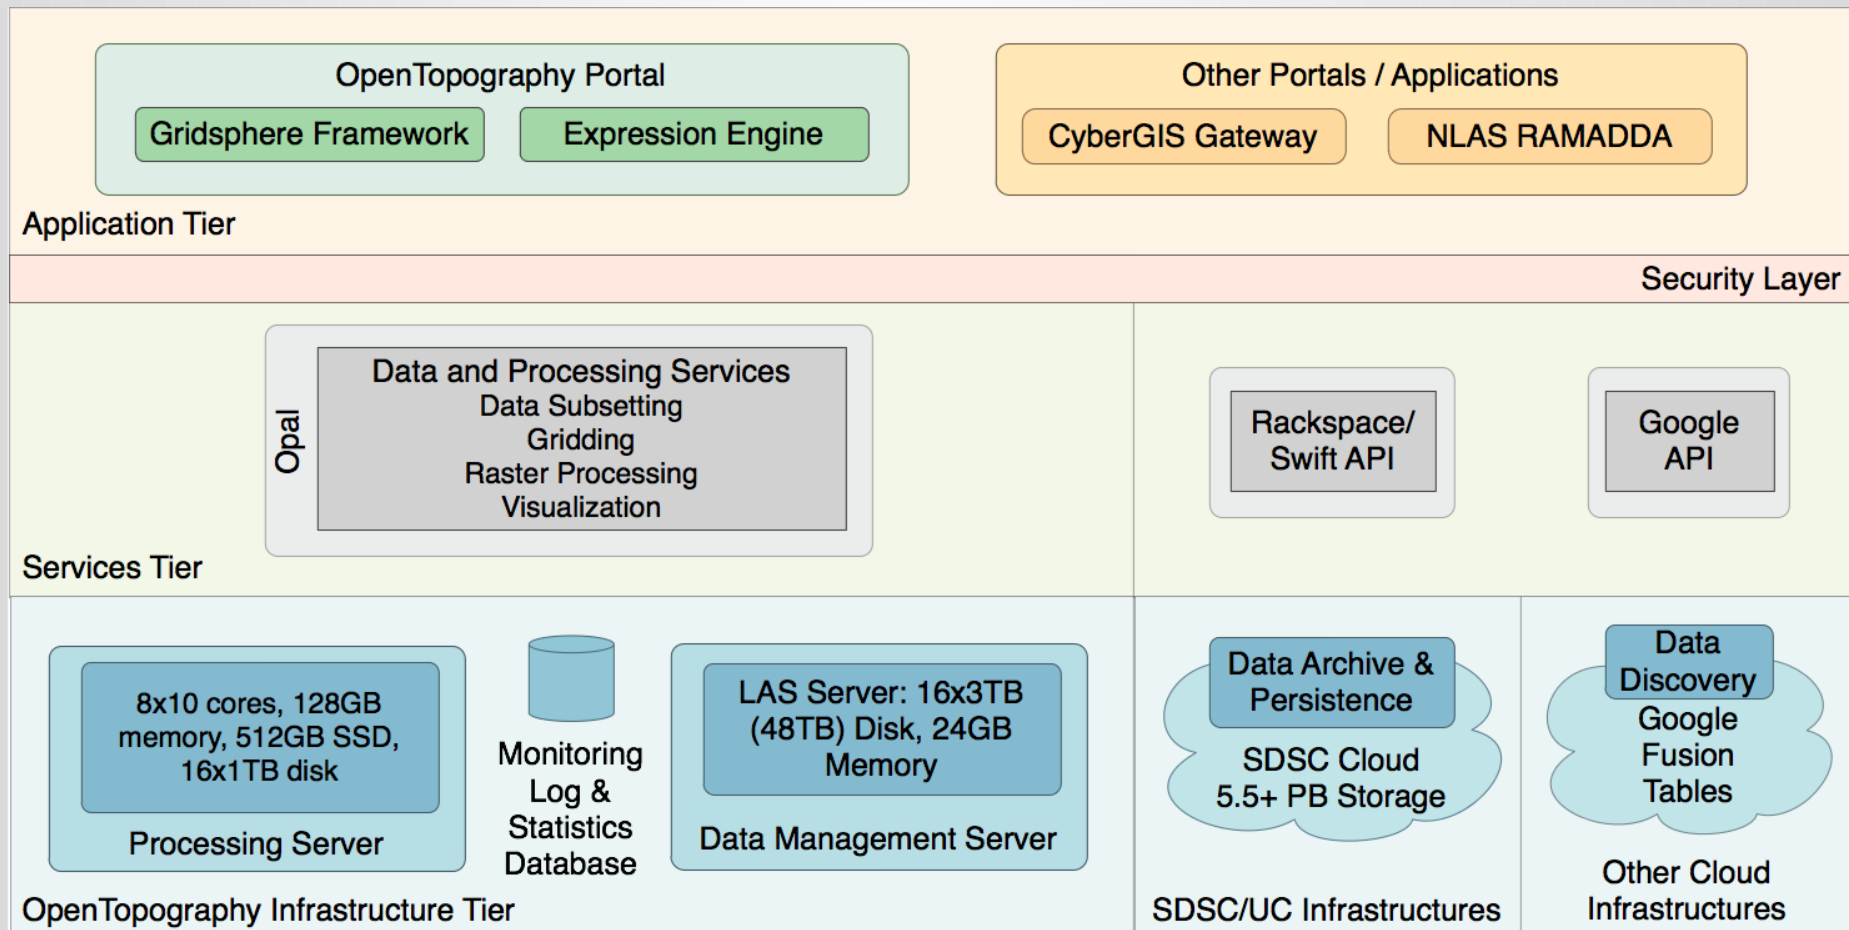 OpenTopography Portal
Gridsphere Framework
Expression Engine
Other Portals / Applications
CyberGIS Gateway
NLAS RAMADDA
Application Tier
Security Layer
Opal
Data and Processing Services
Data Subsetting
Gridding
Raster Processing
Visualization
Rackspace/
Swift API
Google
API
Services Tier
8x10 cores, 128GB
memory, 512GB SSD,
16x1TB disk
Processing Server
Monitoring
Log &
Statistics
Database
LAS Server: 16x3TB
(48TB) Disk, 24GB
Memory
Data Management Server
OpenTopography Infrastructure Tier
Data Archive &
Persistence
SDSC Cloud
5.5+ PB Storage
SDSC/UC Infrastructures
Data
Discovery
Google
Fusion
Tables
Other Cloud
Infrastructures